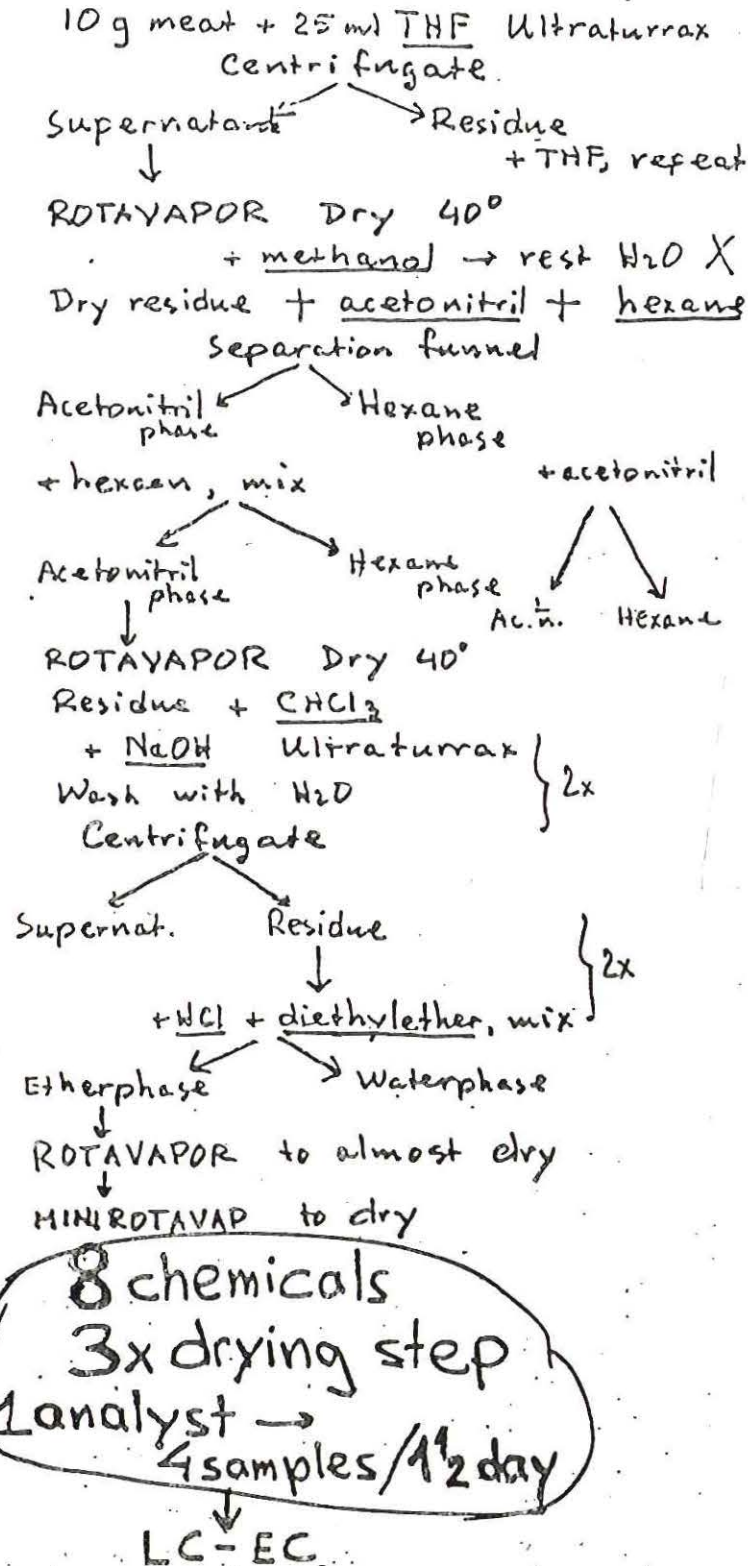 10 g meat + 25 ml THF Ultraturrax
Centrifugate.
Supernatant Residue
+ THF, repeat
ROTAVAPOR Dry 40°
+ methanol → rest H2O X
Dry residue + acetonitril + hexane
Separation funnel
Acetonitril phase Hexane phase
+ hexaan, mix + acetonitril
Acetonitril phase Hexane phase
Ac.n. Hexane
ROTAVAPOR Dry 40°
Residue + CHCl3
+ NaOH Ultraturrax
Wash with H2O } 2x
Centrifugate
Supernat. Residue
} 2x
+ HCl + diethylether, mix
Etherphase Waterphase
ROTAVAPOR to almost dry
MINIROTAVAP to dry
8 chemicals
3x drying step
1 analyst →
4 samples/1 1/2 day
LC-EC